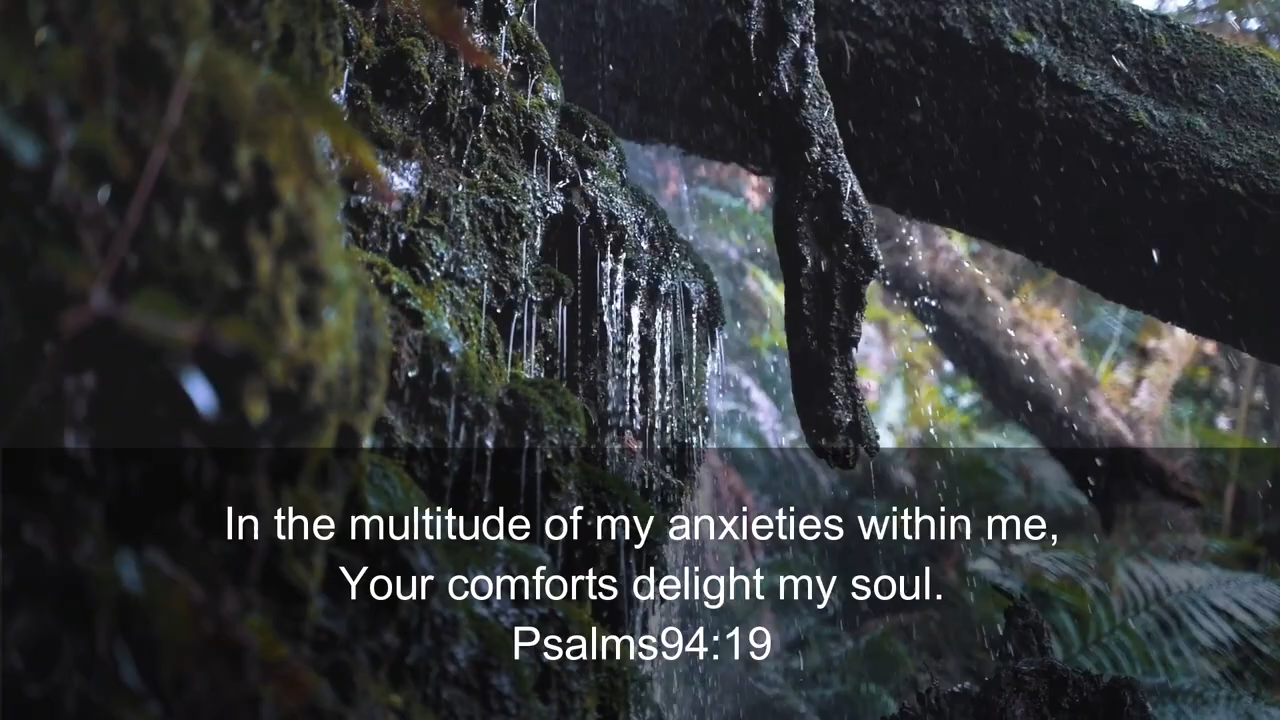 In the multitude of my anxieties within me,
Your comforts delight my soul.
Psalms94:19